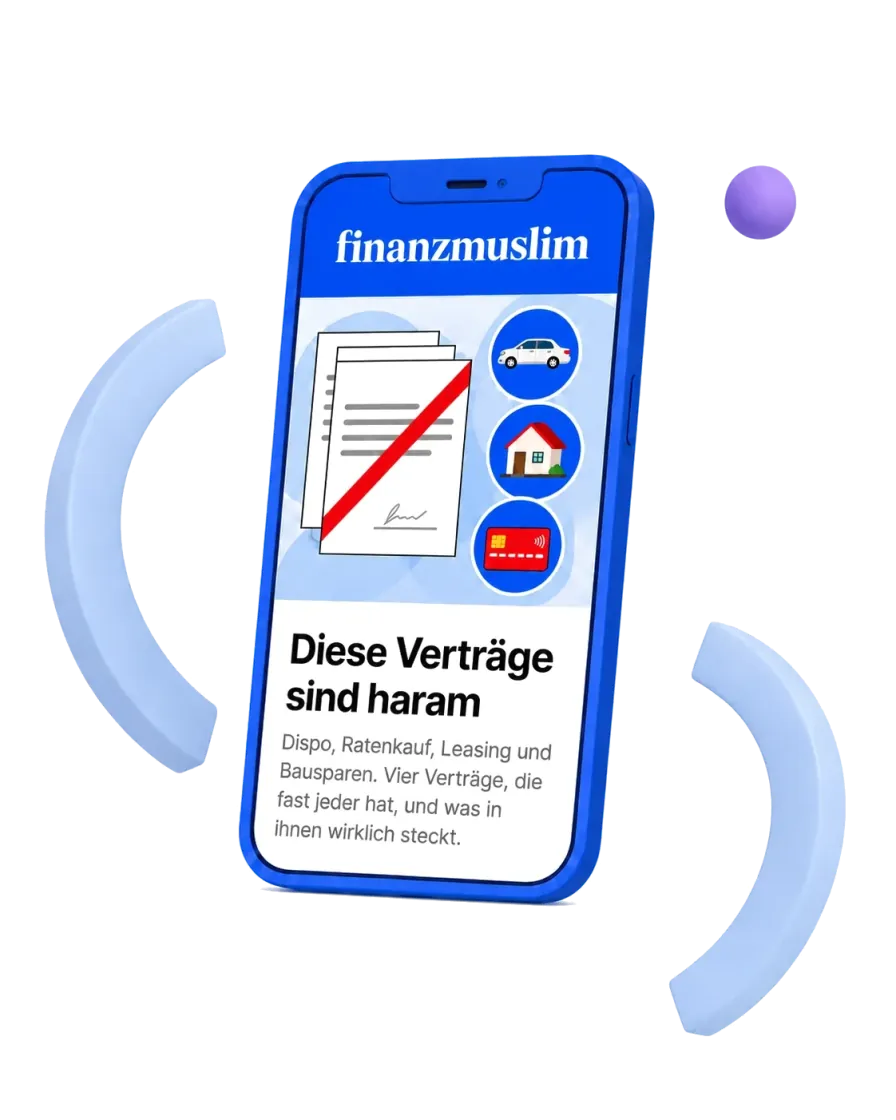 finanzmuslim
Diese Verträge
sind haram
Dispo, Ratenkauf, Leasing und
Bausparen. Vier Verträge, die
fast jeder hat, und was in
ihnen wirklich steckt.